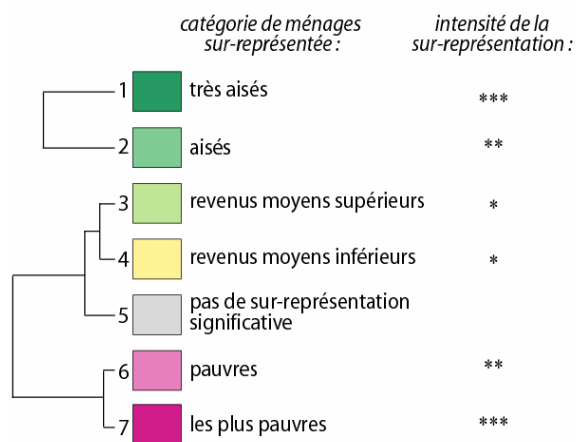 catégorie de ménages
sur-représentée :
intensité de la
sur-représentation :
1 très aisés ***
2 aisés **
3 revenus moyens supérieurs *
4 revenus moyens inférieurs *
5 pas de sur-représentation
significative
6 pauvres **
7 les plus pauvres ***